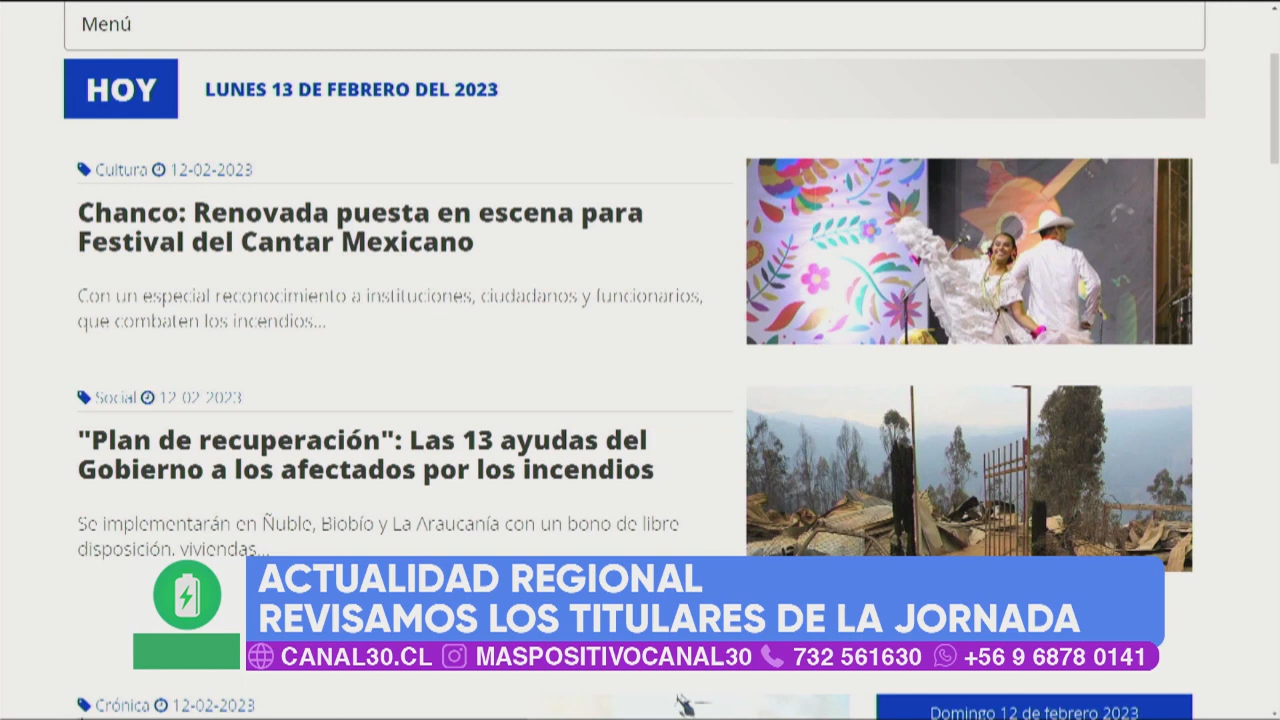 Menú
HOY
LUNES 13 DE FEBRERO DEL 2023
Cultura 12-02-2023
Chanco: Renovada puesta en escena para
Festival del Cantar Mexicano
Con un especial reconocimiento a instituciones, ciudadanos y funcionarios,
que combaten los incendios...
Social 12-02-2023
"Plan de recuperación": Las 13 ayudas del
Gobierno a los afectados por los incendios
Se implementarán en Ñuble, Biobío y La Araucanía con un bono de libre
disposición, viviendas...
ACTUALIDAD REGIONAL
REVISAMOS LOS TITULARES DE LA JORNADA
CANAL30.CL MASPOSITIVOCANAL30 732 561630 +56 9 6878 0141
Crónica 12-02-2023
Domingo 12 de febrero 2023